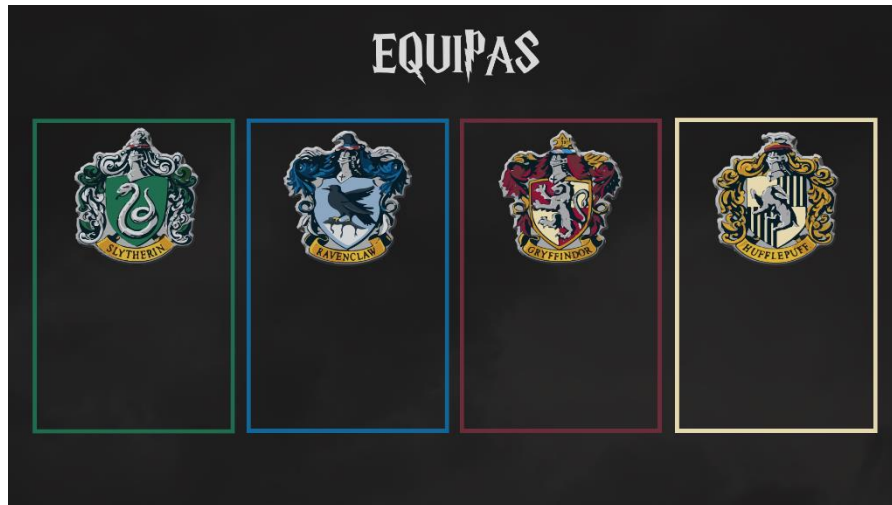 EQUIPAS
SLYTHERIN
RAVENCLAW
GRYFFINDOR
HUFFLEPUFF